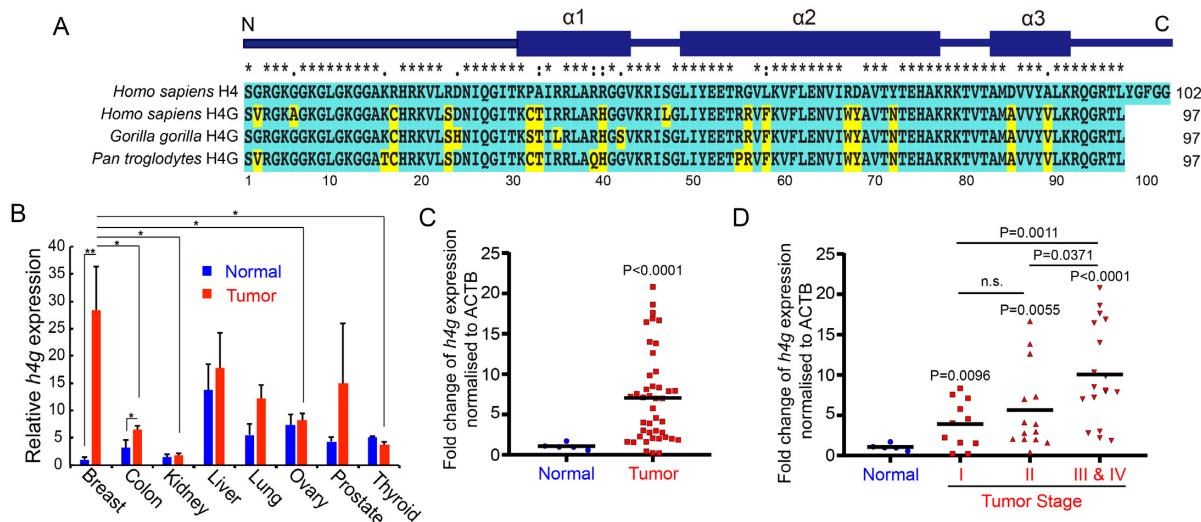 A
N α1 α2 α3 C
Homo sapiens H4 SGRGKGGKGLGKGGAKRHRKVLRDNIQGITKPAIRRLARRGGVKRISGLIYEETRGVLKVFLENVIRDAVTYTEHAKRKTVTAMDVVYALKRQGRTLYGFGG 102
Homo sapiens H4G SVRGKAGKGLGKGGAKCHRKVLSDNIQGITKCTIRRLARHGGVKRILGLIYEETRRVFKVFLENVIWYAVTNTEHAKRKTVTAMAVVYVLKRQGRTL 97
Gorilla gorilla H4G SGRGKGGKGLGKGGAKCHRKVLSHNIQGITKSTILRLARHGSVKRISGLIYEETRRVFKVFLENVIWYAVTNTEHAKRKTVTAMAVVYVLKRQGRTL 97
Pan troglodytes H4G SVRGKGGKGLGKGGATCHRKVLSDNIQGITKCTIRRLAQHGGVKRISGLIYEETPRVFKVFLENVIWYAVTNTEHAKRKTVTAMAVVYVLKRQGRTL 97
1 10 20 30 40 50 60 70 80 90 100
B
Relative h4g expression
40
35
30
25
20
15
10
5
0
** * * * * *
Normal
Tumor
Breast Colon Kidney Liver Lung Ovary Prostate Thyroid
C
Fold change of h4g expression
normalised to ACTB
25
20
15
10
5
0
P<0.0001
Normal Tumor
D
Fold change of h4g expression
normalised to ACTB
25
20
15
10
5
0
P=0.0011
P=0.0371
n.s.
P<0.0001
P=0.0055
P=0.0096
Normal I II III & IV
Tumor Stage